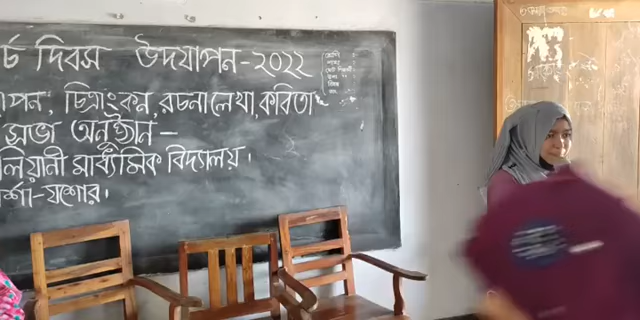 র্চ দিবস উদযাপন-২০২২
াপন, চিত্রাংকন, রচনা লেখা, কবিতা
সভা অনুষ্ঠান –
লিয়ানী মাধ্যমিক বিদ্যালয়।
র্শা-যশোর।